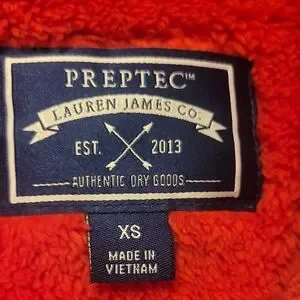 PREPTEC™
LAUREN JAMES CO.
EST. 2013
AUTHENTIC DRY GOODS
XS
MADE IN
VIETNAM